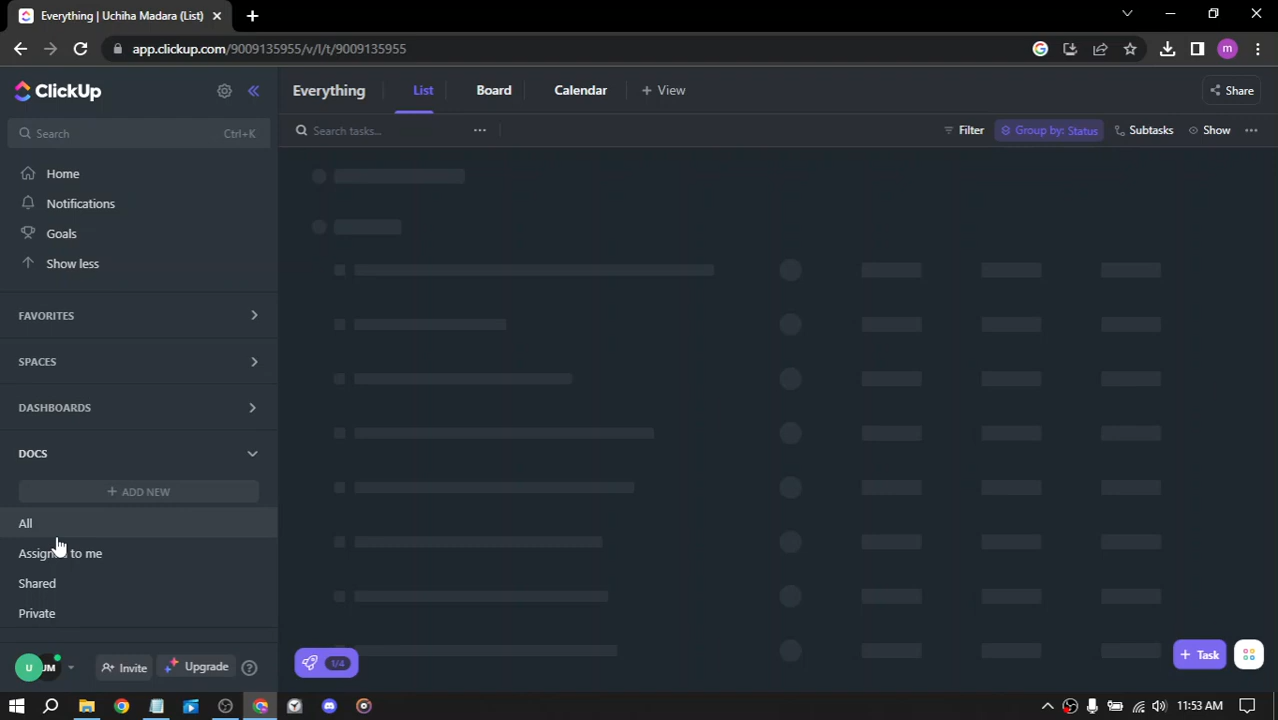 Everything | Uchiha Madara (List)
app.clickup.com/9009135955/v/l/t/9009135955
m
ClickUp
Everything
List
Board
Calendar
+ View
Share
Search
Ctrl+K
Search tasks...
Filter
Group by: Status
Subtasks
Show
Home
Notifications
Goals
Show less
FAVORITES
SPACES
DASHBOARDS
DOCS
+ ADD NEW
All
Assigned to me
Shared
Private
U
UM
Invite
Upgrade
1/4
+ Task
11:53 AM